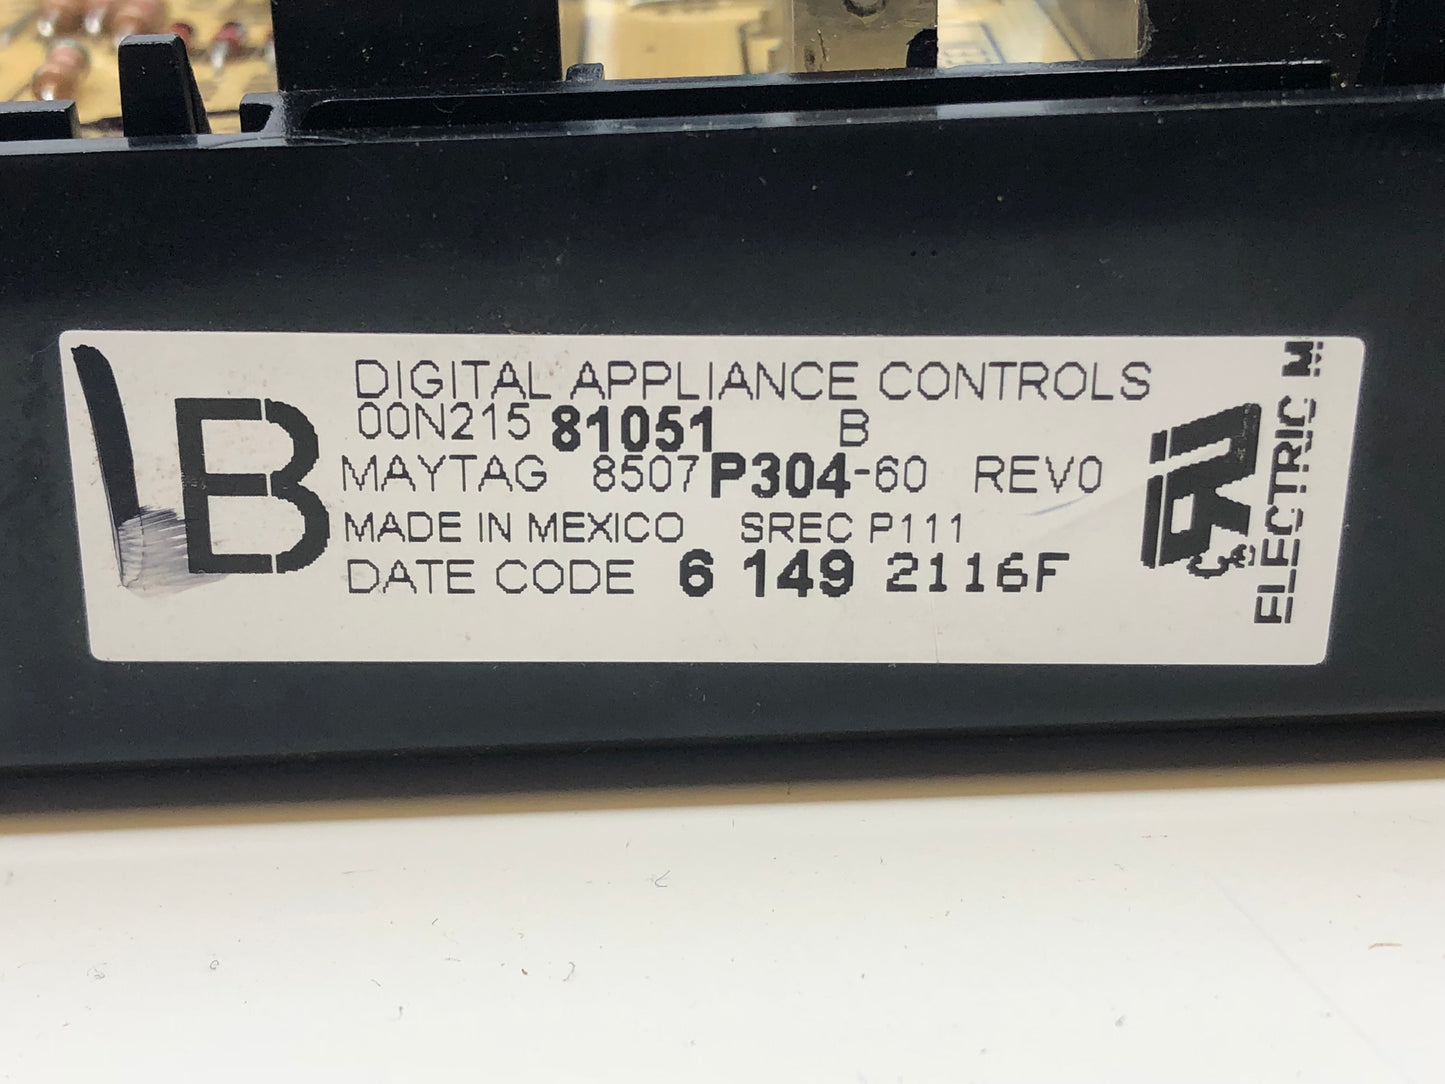 B
DIGITAL APPLIANCE CONTROLS
00N215 81051 B
MAYTAG 8507P304-60 REV0
MADE IN MEXICO SREC P111
DATE CODE 6 149 2116F
ELECTRIC M